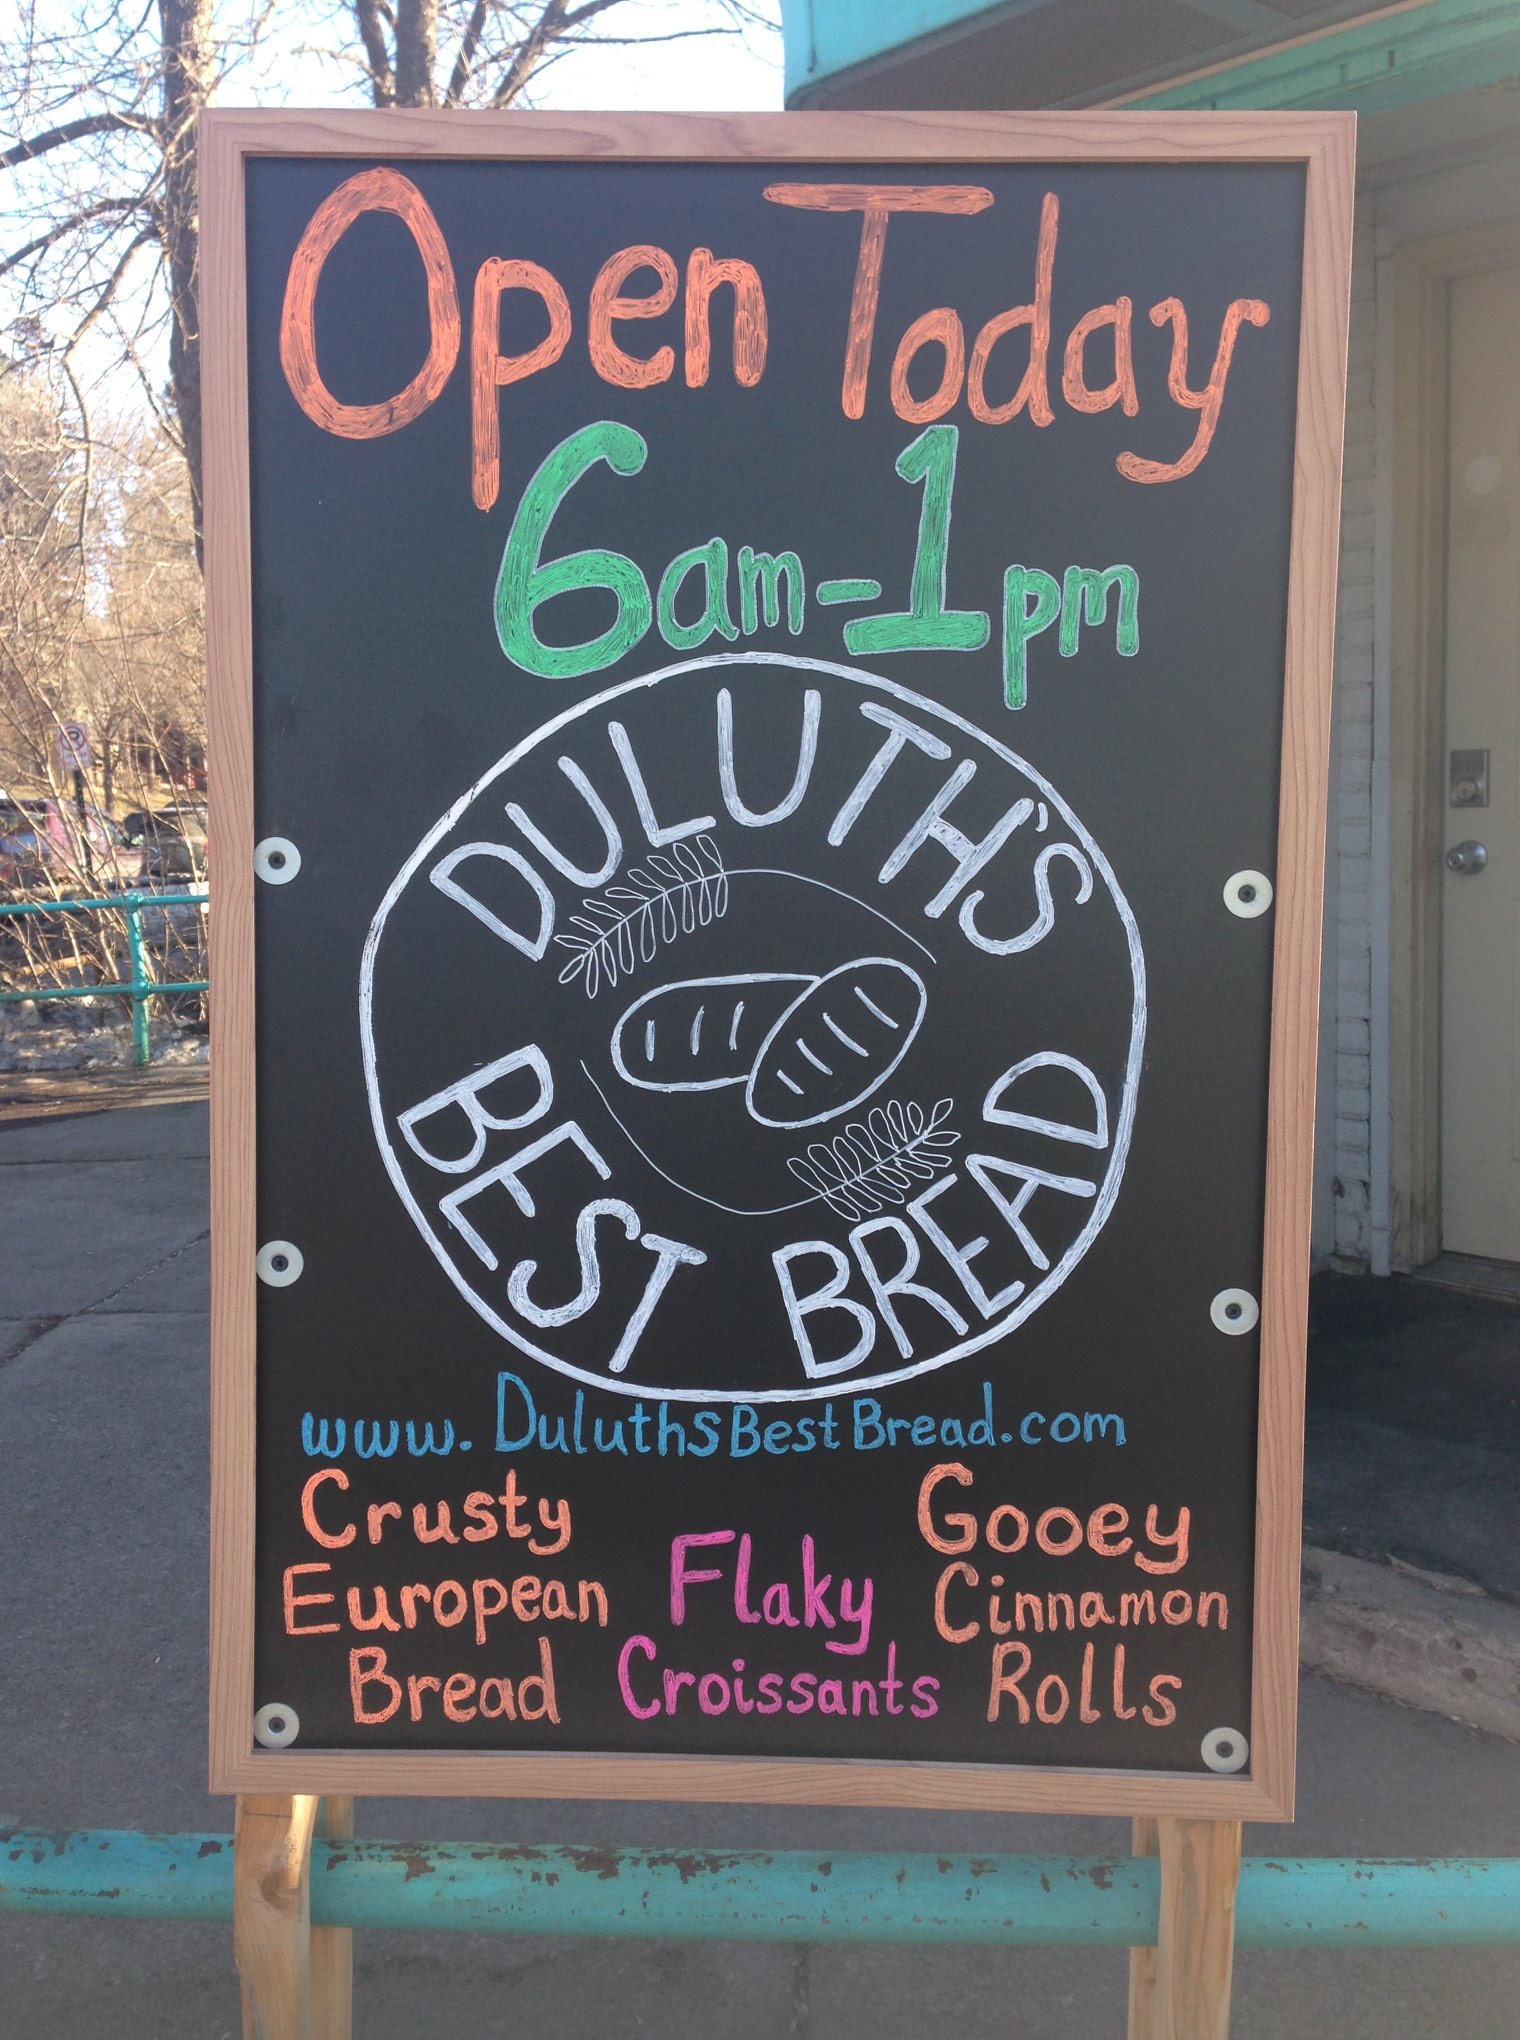 Open Today
6am-1pm
DULUTH'S
BEST BREAD
www.DuluthsBestBread.com
Crusty
European
Bread
Flaky
Croissants
Gooey
Cinnamon
Rolls